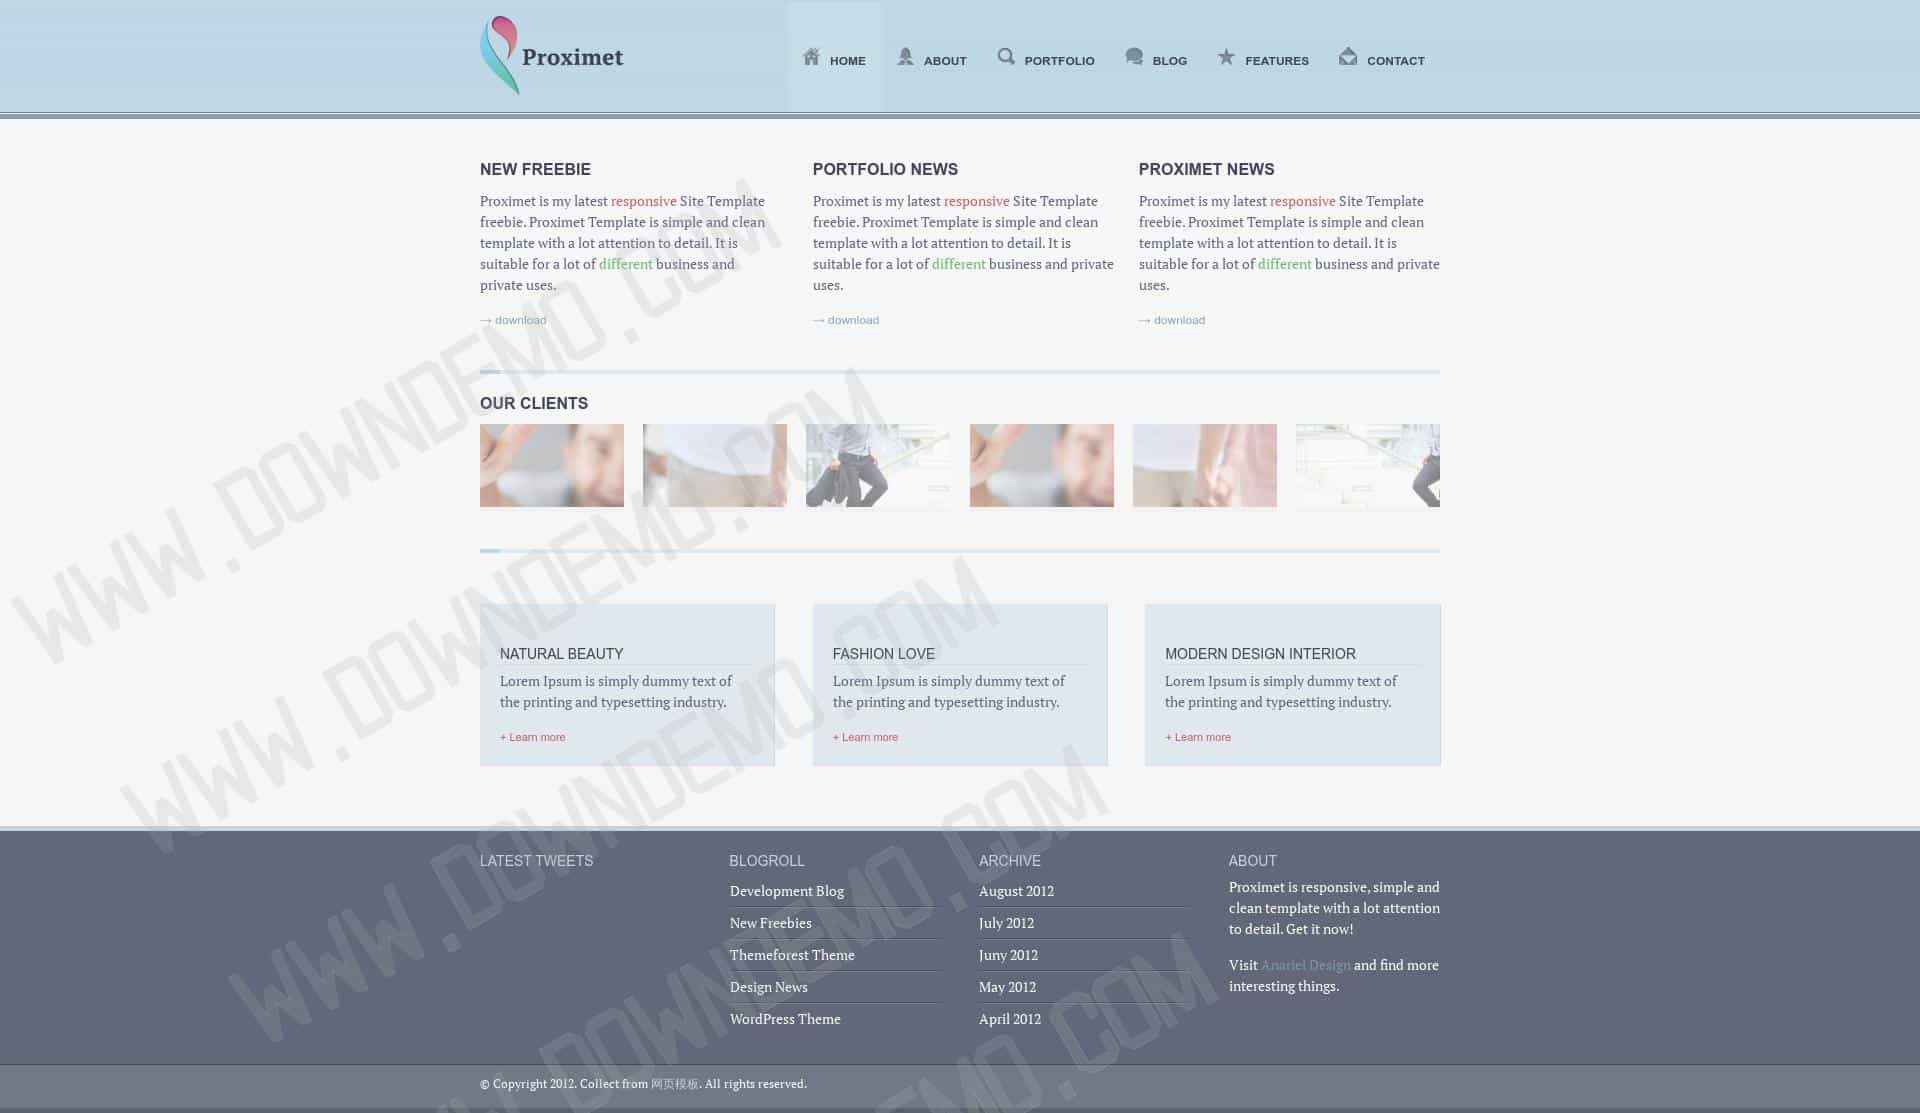 Proximet
HOME ABOUT PORTFOLIO BLOG FEATURES CONTACT
NEW FREEBIE
Proximet is my latest responsive Site Template
freebie. Proximet Template is simple and clean
template with a lot attention to detail. It is
suitable for a lot of different business and
private uses.
→ download
PORTFOLIO NEWS
Proximet is my latest responsive Site Template
freebie. Proximet Template is simple and clean
template with a lot attention to detail. It is
suitable for a lot of different business and private
uses.
→ download
PROXIMET NEWS
Proximet is my latest responsive Site Template
freebie. Proximet Template is simple and clean
template with a lot attention to detail. It is
suitable for a lot of different business and private
uses.
→ download
OUR CLIENTS
NATURAL BEAUTY
Lorem Ipsum is simply dummy text of
the printing and typesetting industry.
+ Learn more
FASHION LOVE
Lorem Ipsum is simply dummy text of
the printing and typesetting industry.
+ Learn more
MODERN DESIGN INTERIOR
Lorem Ipsum is simply dummy text of
the printing and typesetting industry.
+ Learn more
LATEST TWEETS
BLOGROLL
Development Blog
New Freebies
Themeforest Theme
Design News
WordPress Theme
ARCHIVE
August 2012
July 2012
Juny 2012
May 2012
April 2012
ABOUT
Proximet is responsive, simple and
clean template with a lot attention
to detail. Get it now!
Visit Anariel Design and find more
interesting things.
© Copyright 2012. Collect from 网页模板. All rights reserved.
WWW.DOWNDEMO.COM
WWW.DOWNDEMO.COM
WWW.DOWNDEMO.COM
WWW.DOWNDEMO.COM
EMO.COM